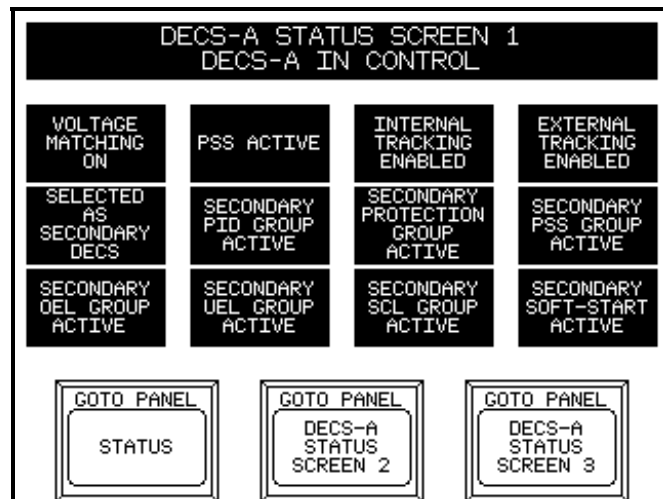 DECS-A STATUS SCREEN 1
DECS-A IN CONTROL
VOLTAGE
MATCHING
ON
PSS ACTIVE
INTERNAL
TRACKING
ENABLED
EXTERNAL
TRACKING
ENABLED
SELECTED
AS
SECONDARY
DECS
SECONDARY
PID GROUP
ACTIVE
SECONDARY
PROTECTION
GROUP
ACTIVE
SECONDARY
PSS GROUP
ACTIVE
SECONDARY
OEL GROUP
ACTIVE
SECONDARY
UEL GROUP
ACTIVE
SECONDARY
SCL GROUP
ACTIVE
SECONDARY
SOFT-START
ACTIVE
GOTO PANEL
STATUS
GOTO PANEL
DECS-A
STATUS
SCREEN 2
GOTO PANEL
DECS-A
STATUS
SCREEN 3